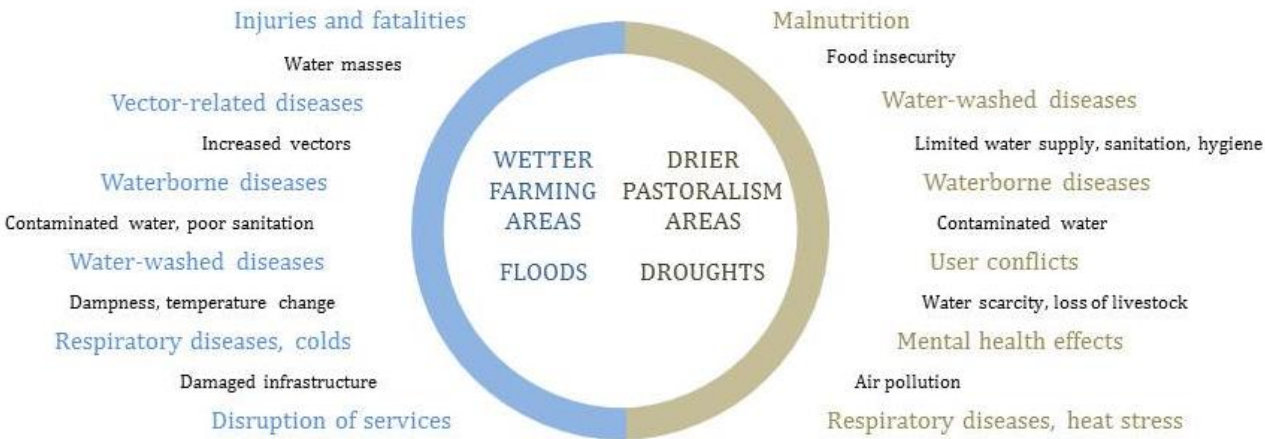 Injuries and fatalities
Water masses
Vector-related diseases
Increased vectors
Waterborne diseases
Contaminated water, poor sanitation
Water-washed diseases
Dampness, temperature change
Respiratory diseases, colds
Damaged infrastructure
Disruption of services
WETTER
FARMING
AREAS
FLOODS
DRIER
PASTORALISM
AREAS
DROUGHTS
Malnutrition
Food insecurity
Water-washed diseases
Limited water supply, sanitation, hygiene
Waterborne diseases
Contaminated water
User conflicts
Water scarcity, loss of livestock
Mental health effects
Air pollution
Respiratory diseases, heat stress